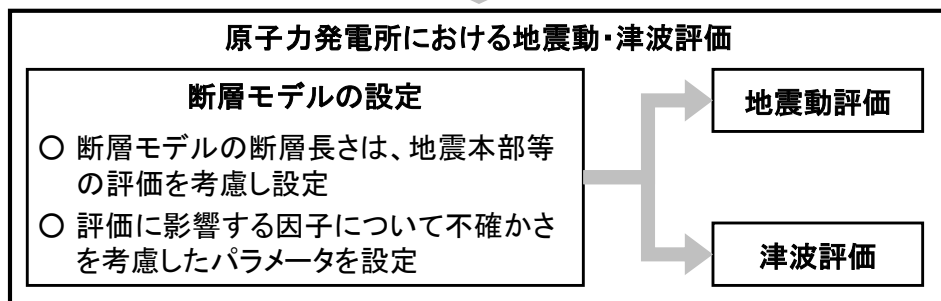 原子力発電所における地震動・津波評価
断層モデルの設定
○ 断層モデルの断層長さは、地震本部等
の評価を考慮し設定
○ 評価に影響する因子について不確かさ
を考慮したパラメータを設定
地震動評価
津波評価